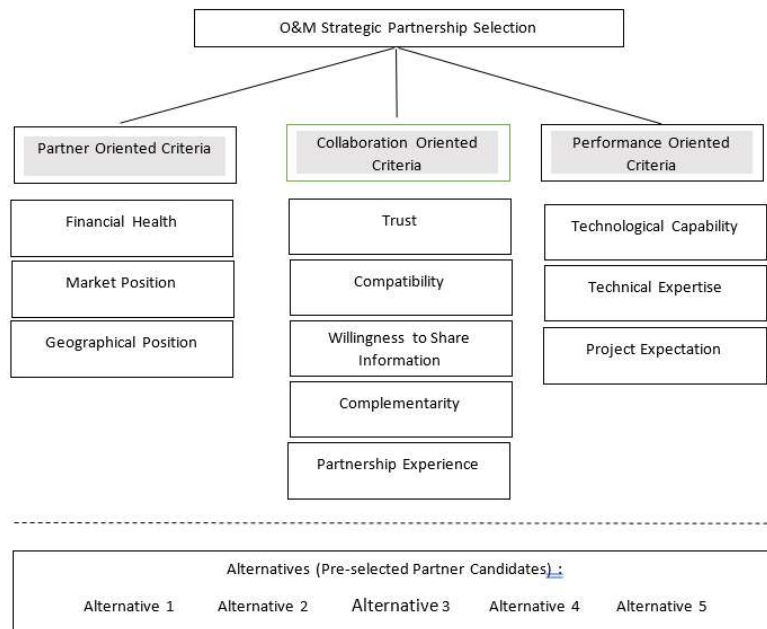 O&M Strategic Partnership Selection
Partner Oriented Criteria
Collaboration Oriented
Criteria
Performance Oriented
Criteria
Financial Health
Market Position
Geographical Position
Trust
Compatibility
Willingness to Share
Information
Complementarity
Partnership Experience
Technological Capability
Technical Expertise
Project Expectation
Alternatives (Pre-selected Partner Candidates) :
Alternative 1 Alternative 2 Alternative 3 Alternative 4 Alternative 5